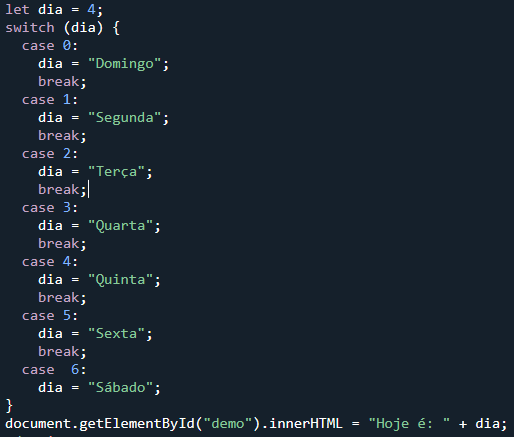 let dia = 4;
switch (dia) {
  case 0:
    dia = "Domingo";
    break;
  case 1:
    dia = "Segunda";
    break;
  case 2:
    dia = "Terça";
    break;
  case 3:
    dia = "Quarta";
    break;
  case 4:
    dia = "Quinta";
    break;
  case 5:
    dia = "Sexta";
    break;
  case  6:
    dia = "Sábado";
}
document.getElementById("demo").innerHTML = "Hoje é: " + dia;